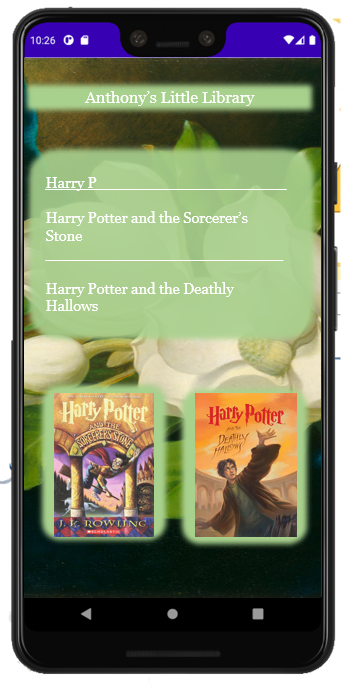 10:26
Anthony's Little Library
Harry P
Harry Potter and the Sorcerer's
Stone
Harry Potter and the Deathly
Hallows
Harry Potter
AND THE
SORCERER'S STONE
J. K. ROWLING
SCHOLASTIC
Harry Potter
AND THE
DEATHLY
HALLOWS